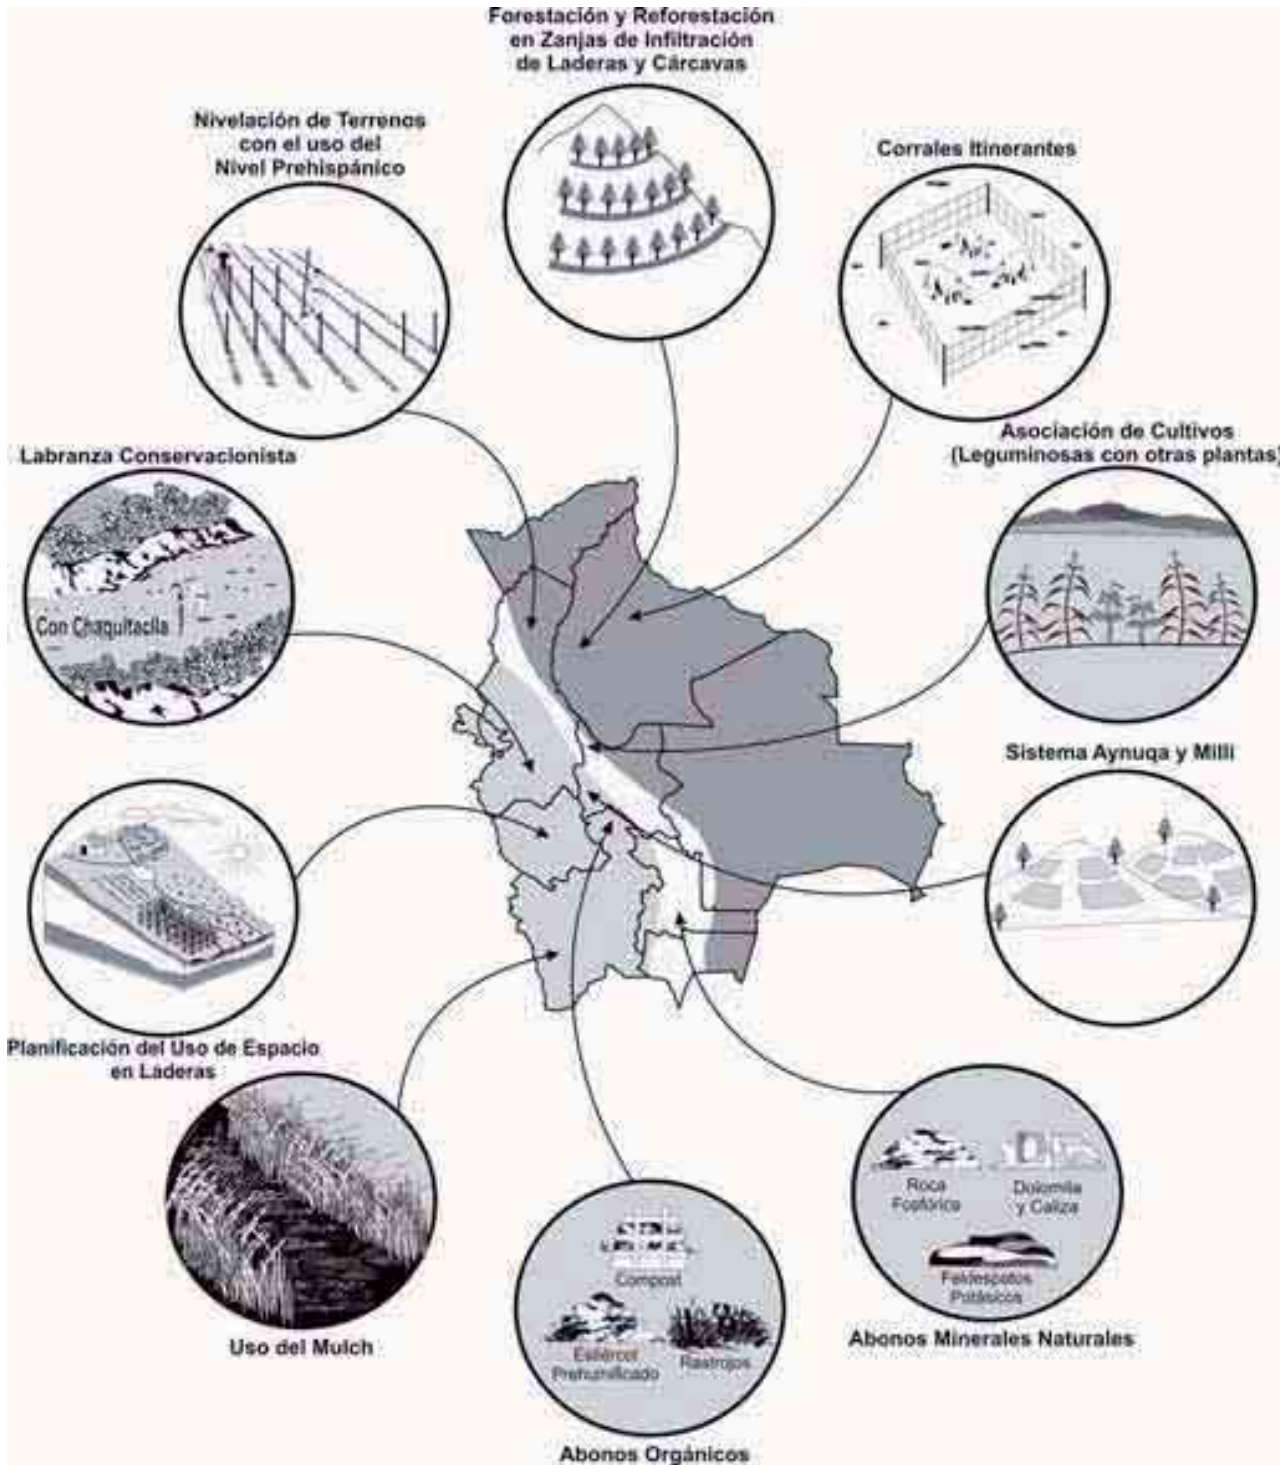 Forestación y Reforestación
en Zanjas de Infiltración
de Laderas y Cárcavas
Nivelación de Terrenos
con el uso del
Nivel Prehispánico
Corrales Itinerantes
Labranza Conservacionista
Con Chaquitaclla
Asociación de Cultivos
(Leguminosas con otras plantas)
Sistema Aynuqa y Milli
Planificación del Uso de Espacio
en Laderas
Uso del Mulch
Compost
Estiércol
Prehumificado
Rastrojos
Abonos Orgánicos
Roca
Fosfórica
Dolomita
y Caliza
Feldespatos
Potásicos
Abonos Minerales Naturales